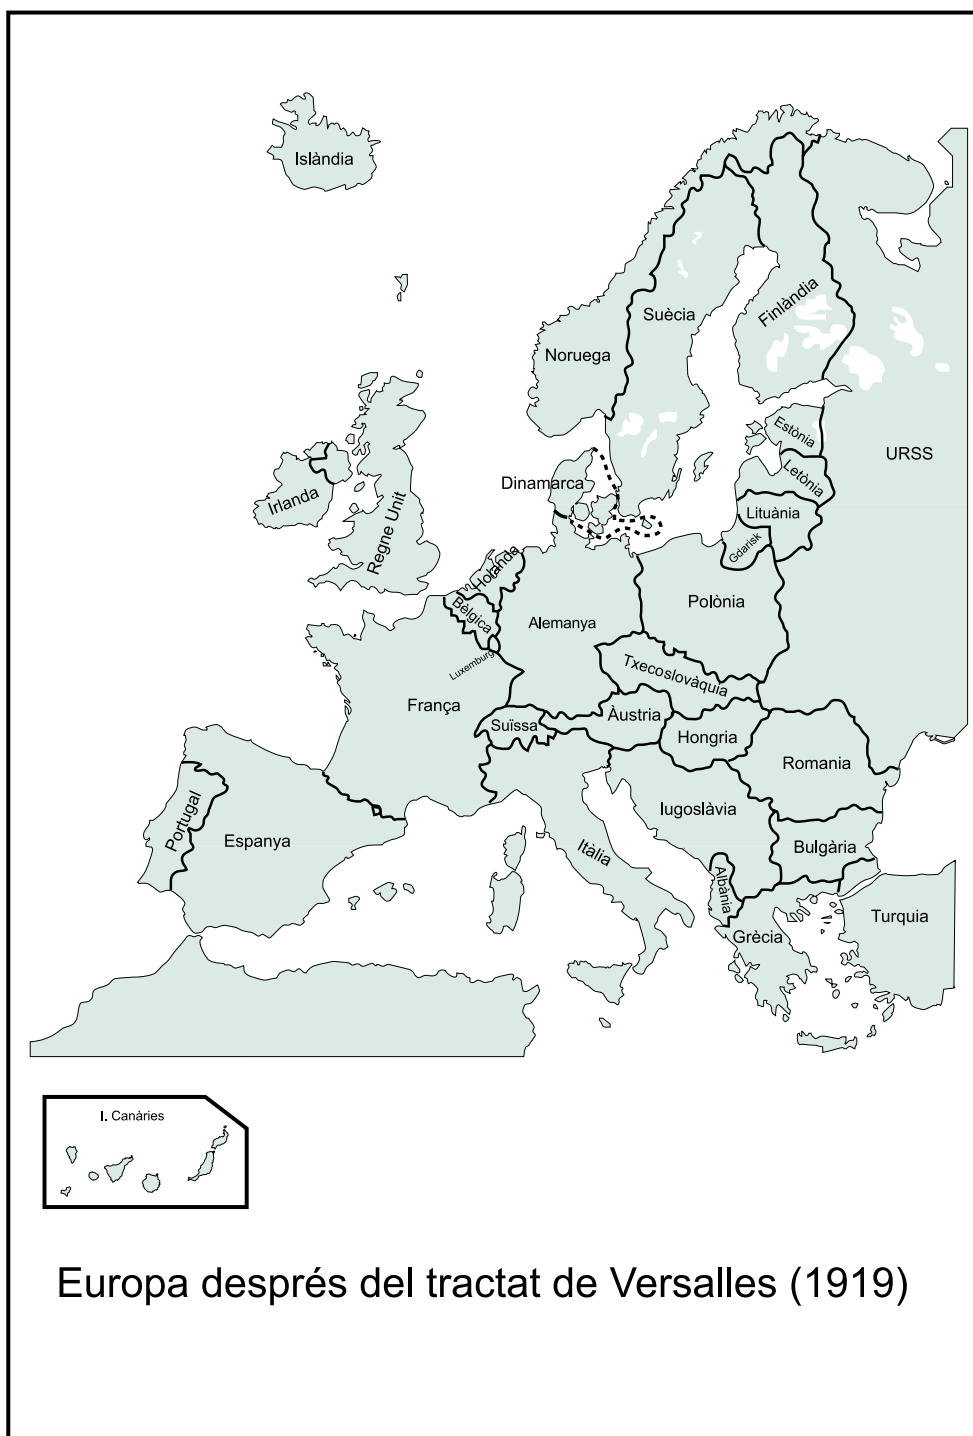 Islàndia
Suècia
Finlàndia
Noruega
Estònia
URSS
Letònia
Dinamarca
Irlanda
Lituània
Regne Unit
Gdarisk
Holanda
Bèlgica
Polònia
Alemanya
Luxemburg
Txecoslovàquia
França
Àustria
Suïssa
Hongria
Romania
Iugoslàvia
Portugal
Espanya
Itàlia
Bulgària
Albània
Turquia
Grècia
I. Canàries
Europa després del tractat de Versalles (1919)